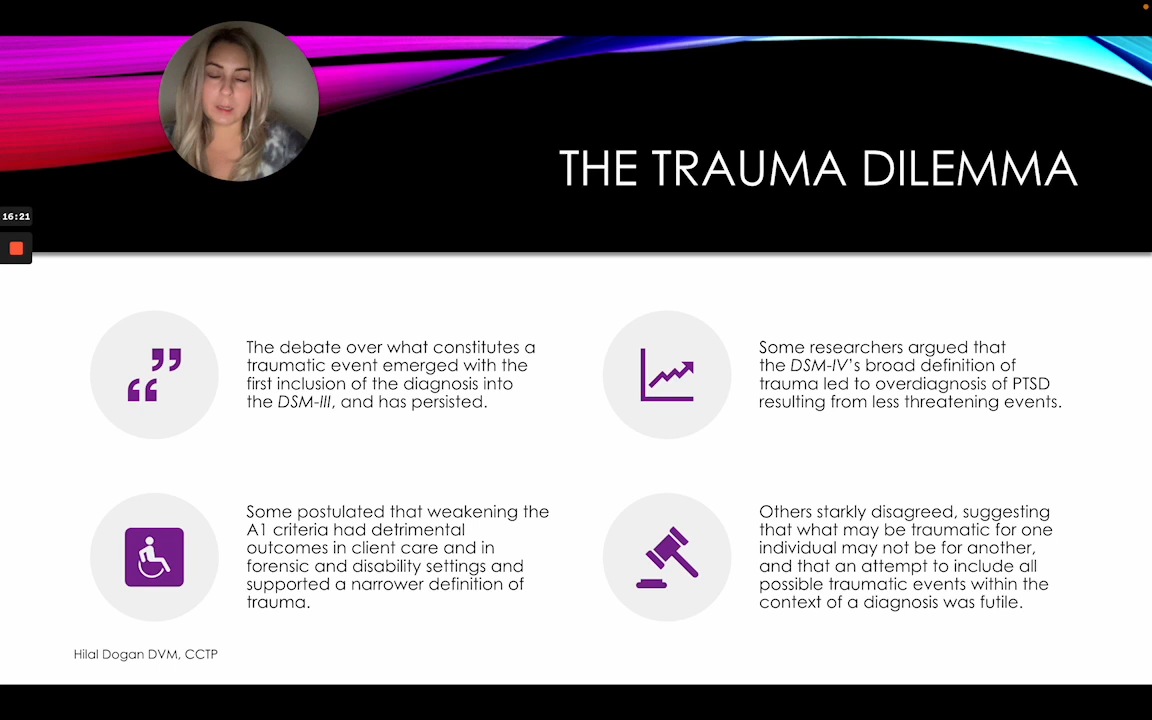 THE TRAUMA DILEMMA
16:21
The debate over what constitutes a
traumatic event emerged with the
first inclusion of the diagnosis into
the DSM-III, and has persisted.
Some researchers argued that
the DSM-IV's broad definition of
trauma led to overdiagnosis of PTSD
resulting from less threatening events.
Some postulated that weakening the
A1 criteria had detrimental
outcomes in client care and in
forensic and disability settings and
supported a narrower definition of
trauma.
Others starkly disagreed, suggesting
that what may be traumatic for one
individual may not be for another,
and that an attempt to include all
possible traumatic events within the
context of a diagnosis was futile.
Hilal Dogan DVM, CCTP